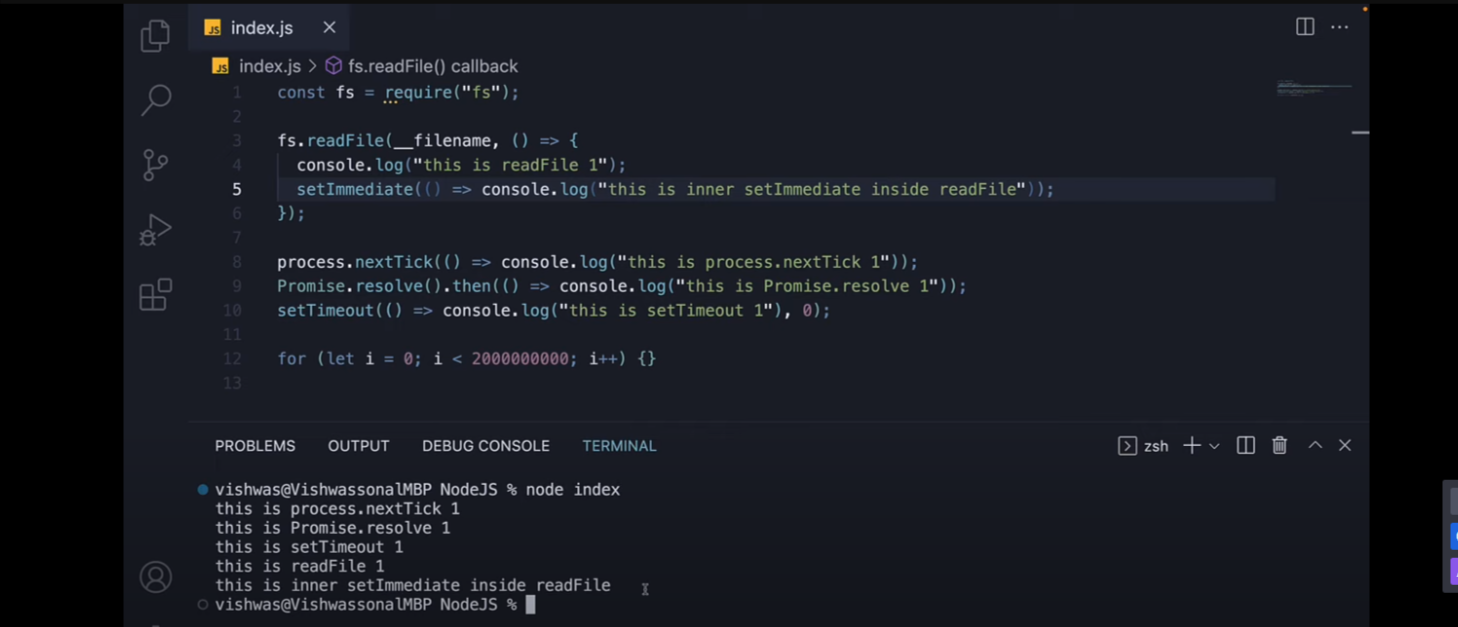 JS index.js
JS index.js > fs.readFile() callback
1 const fs = require("fs");
2
3 fs.readFile(__filename, () => {
4 console.log("this is readFile 1");
5 setImmediate(() => console.log("this is inner setImmediate inside readFile"));
6 });
7
8 process.nextTick(() => console.log("this is process.nextTick 1"));
9 Promise.resolve().then(() => console.log("this is Promise.resolve 1"));
10 setTimeout(() => console.log("this is setTimeout 1"), 0);
11
12 for (let i = 0; i < 2000000000; i++) {}
13
PROBLEMS OUTPUT DEBUG CONSOLE TERMINAL zsh
vishwas@VishwassonalMBP NodeJS % node index
this is process.nextTick 1
this is Promise.resolve 1
this is setTimeout 1
this is readFile 1
this is inner setImmediate inside readFile
vishwas@VishwassonalMBP NodeJS %